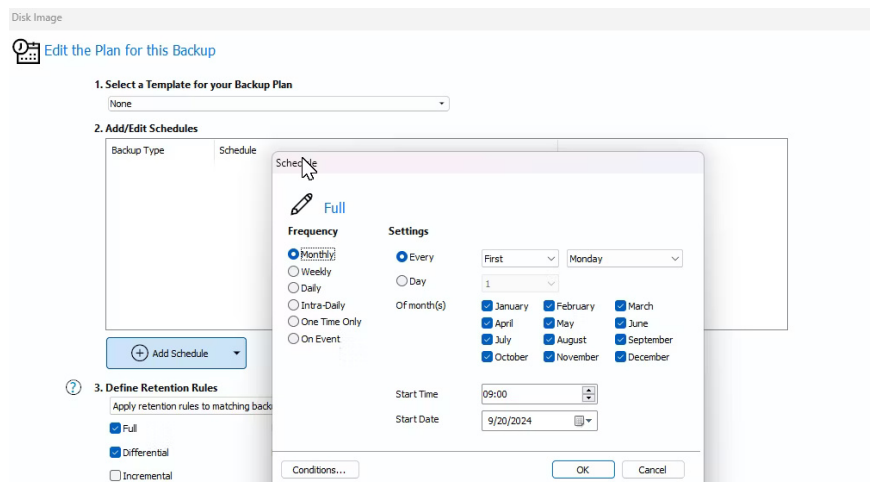 Disk Image
Edit the Plan for this Backup
1. Select a Template for your Backup Plan
None
2. Add/Edit Schedules
Backup Type Schedule
Schedule
Full
Frequency Settings
Monthly Every First Monday
Weekly
Daily Day 1
Intra-Daily Of month(s) January February March
One Time Only April May June
On Event July August September
October November December
Add Schedule
? 3. Define Retention Rules
Start Time 09:00
Apply retention rules to matching back
Start Date 9/20/2024
Full
Differential
Conditions... OK Cancel
Incremental